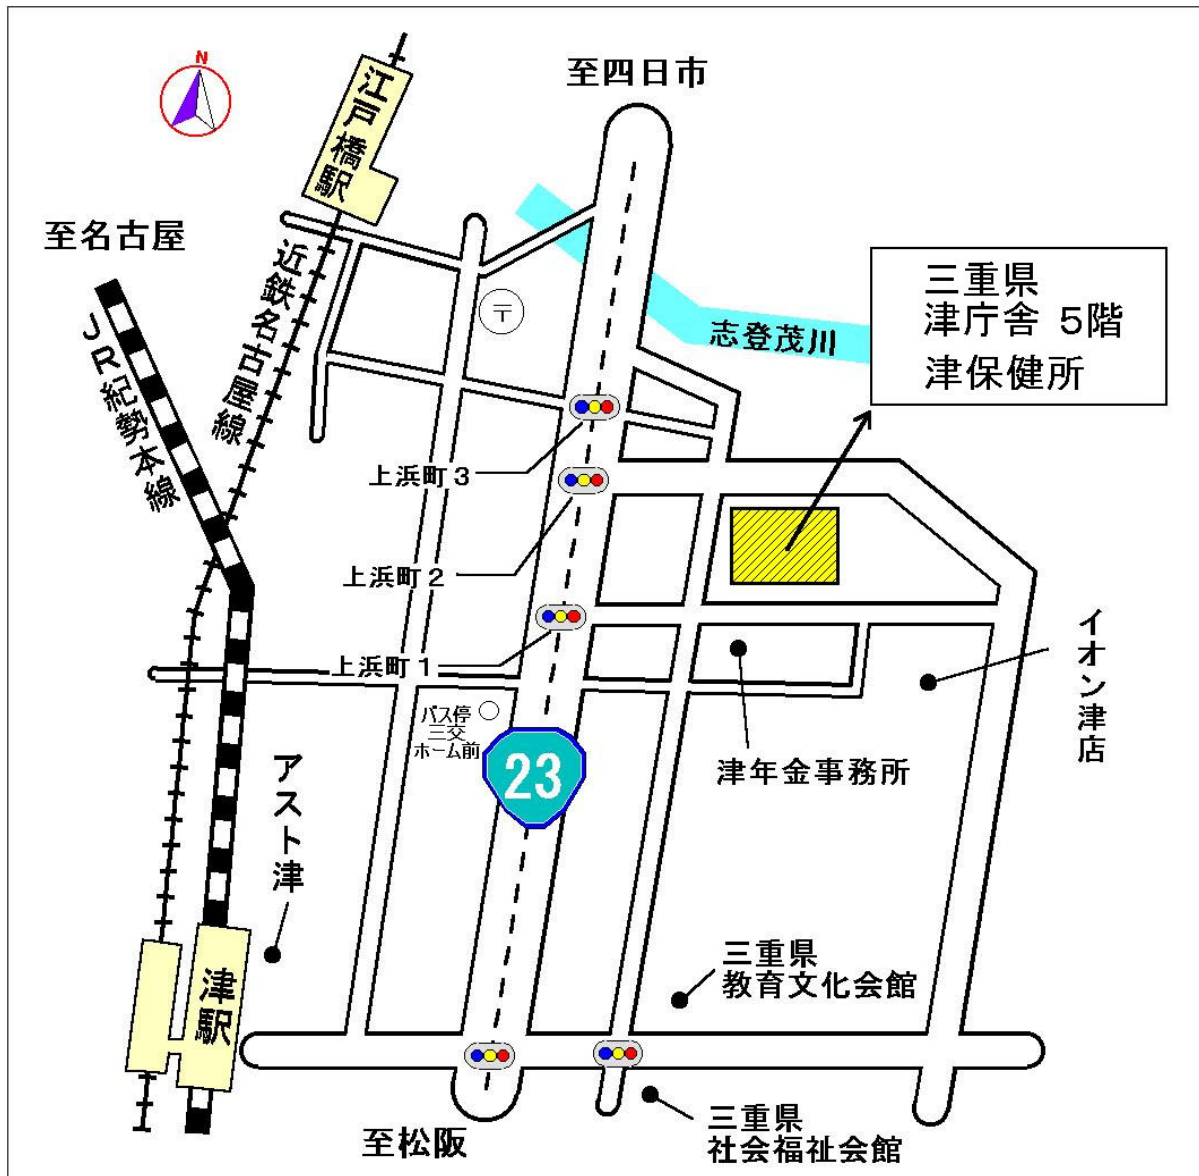 N
至四日市
江戸橋駅
至名古屋
近鉄名古屋線
JR紀勢本線
〒
志登茂川
三重県
津庁舎 5階
津保健所
上浜町3
上浜町2
上浜町1
イオン津店
バス停
三交
ホーム前
23
津年金事務所
アスト津
津駅
三重県
教育文化会館
三重県
社会福祉会館
至松阪